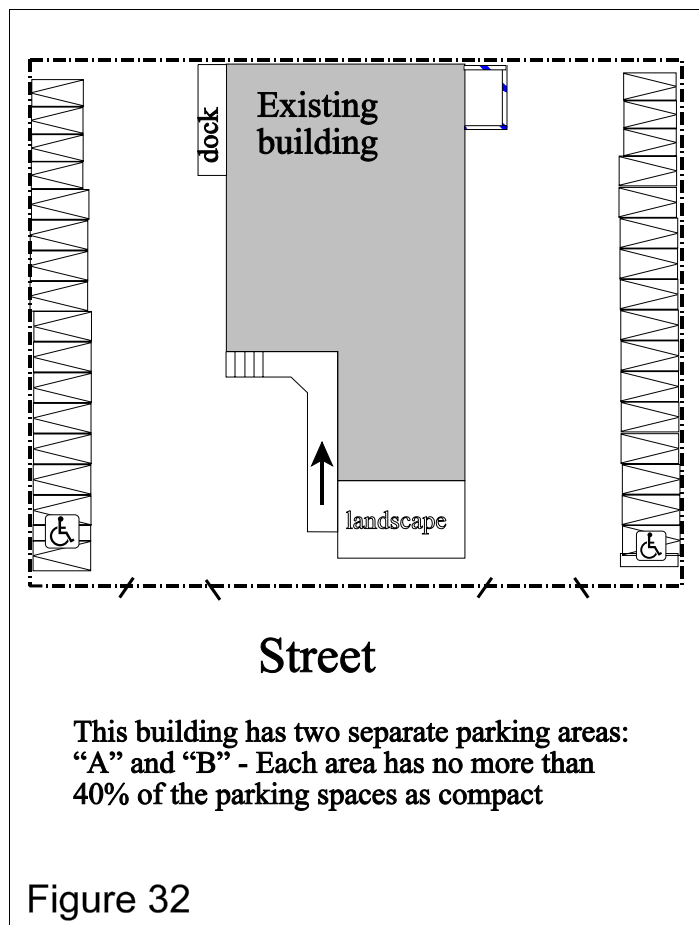 Existing
building
dock
landscape
Street
This building has two separate parking areas:
“A” and “B” - Each area has no more than
40% of the parking spaces as compact
Figure 32